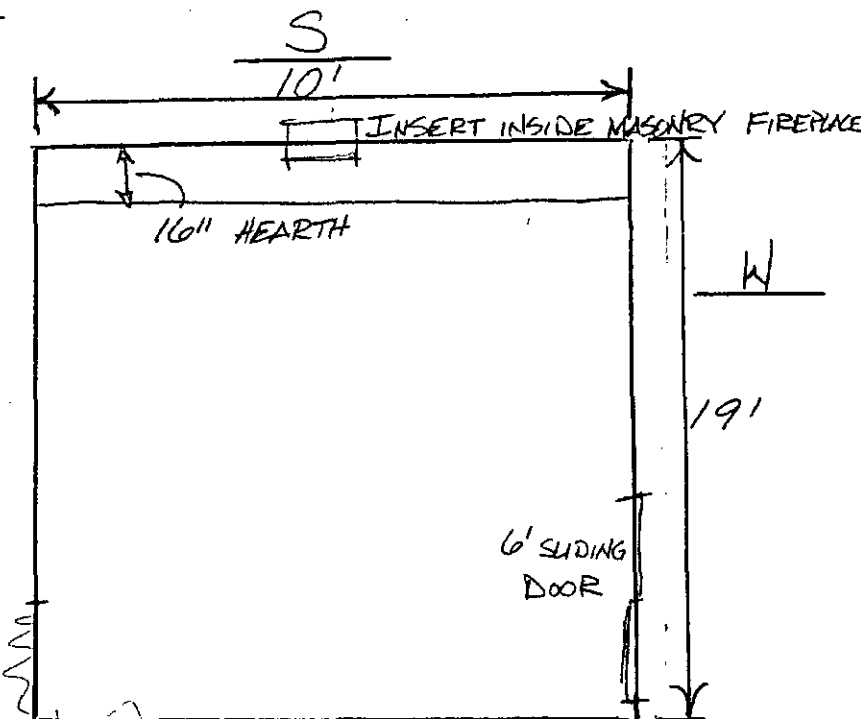 S
10'
INSERT INSIDE MASONRY FIREPLACE
16" HEARTH
W
19'
6' SLIDING
DOOR